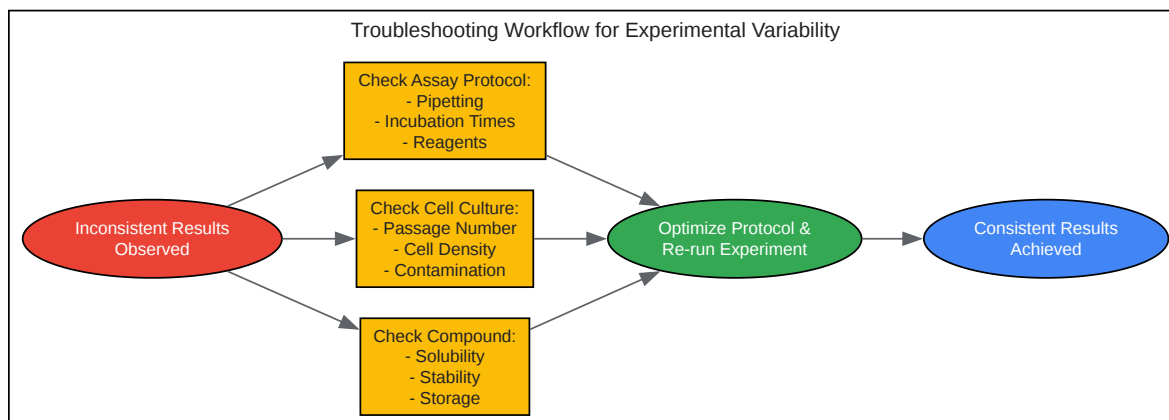 Troubleshooting Workflow for Experimental Variability
Check Assay Protocol:
- Pipetting
- Incubation Times
- Reagents
Inconsistent Results
Observed
Check Cell Culture:
- Passage Number
- Cell Density
- Contamination
Optimize Protocol &
Re-run Experiment
Consistent Results
Achieved
Check Compound:
- Solubility
- Stability
- Storage